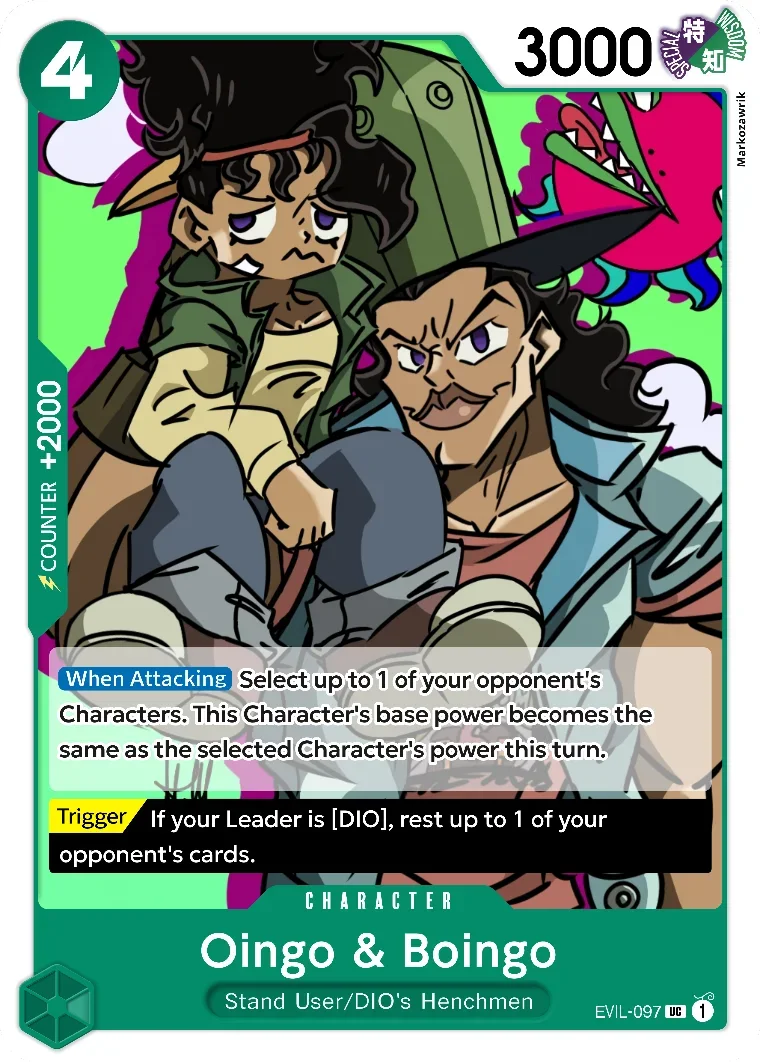 4
3000
SPECIAL 特 知 WISDOM
Markozawrik
COUNTER +2000
When Attacking Select up to 1 of your opponent's
Characters. This Character's base power becomes the
same as the selected Character's power this turn.
Trigger If your Leader is [DIO], rest up to 1 of your
opponent's cards.
CHARACTER
Oingo & Boingo
Stand User/DIO's Henchmen
EVIL-097 UC 1